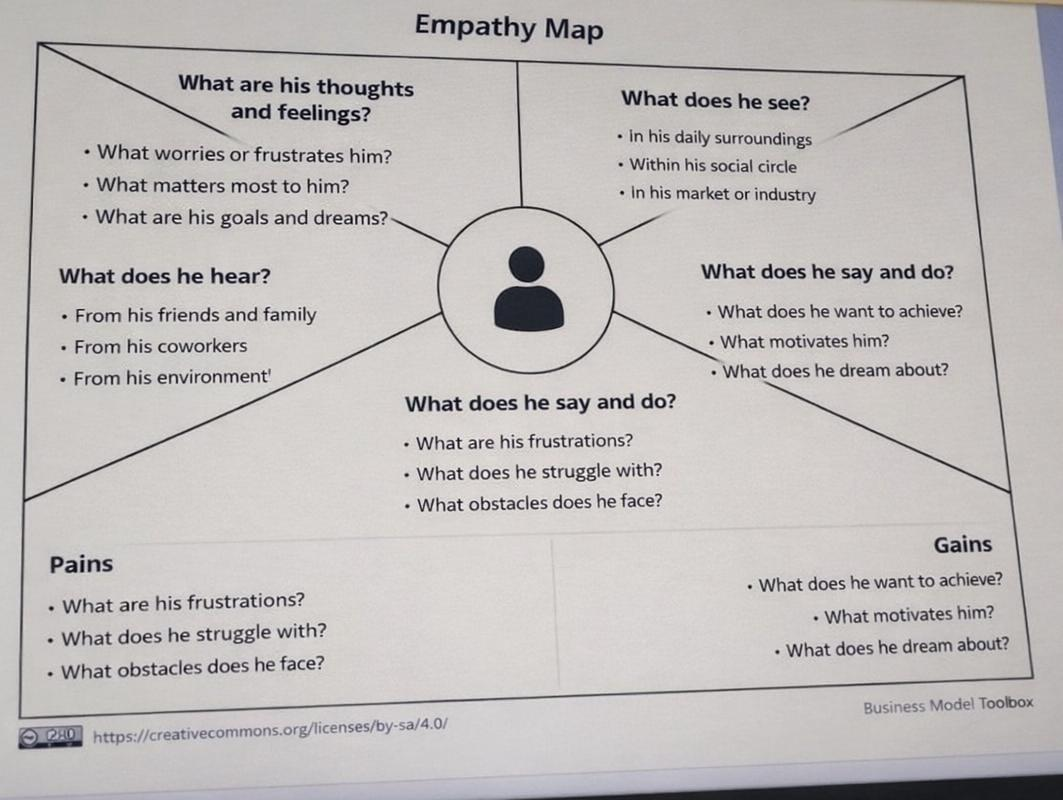 Empathy Map
What are his thoughts
and feelings?
• What worries or frustrates him?
• What matters most to him?
• What are his goals and dreams?
What does he see?
• In his daily surroundings
• Within his social circle
• In his market or industry
What does he hear?
• From his friends and family
• From his coworkers
• From his environment'
What does he say and do?
• What does he want to achieve?
• What motivates him?
• What does he dream about?
What does he say and do?
• What are his frustrations?
• What does he struggle with?
• What obstacles does he face?
Pains
• What are his frustrations?
• What does he struggle with?
• What obstacles does he face?
Gains
• What does he want to achieve?
• What motivates him?
• What does he dream about?
https://creativecommons.org/licenses/by-sa/4.0/
Business Model Toolbox